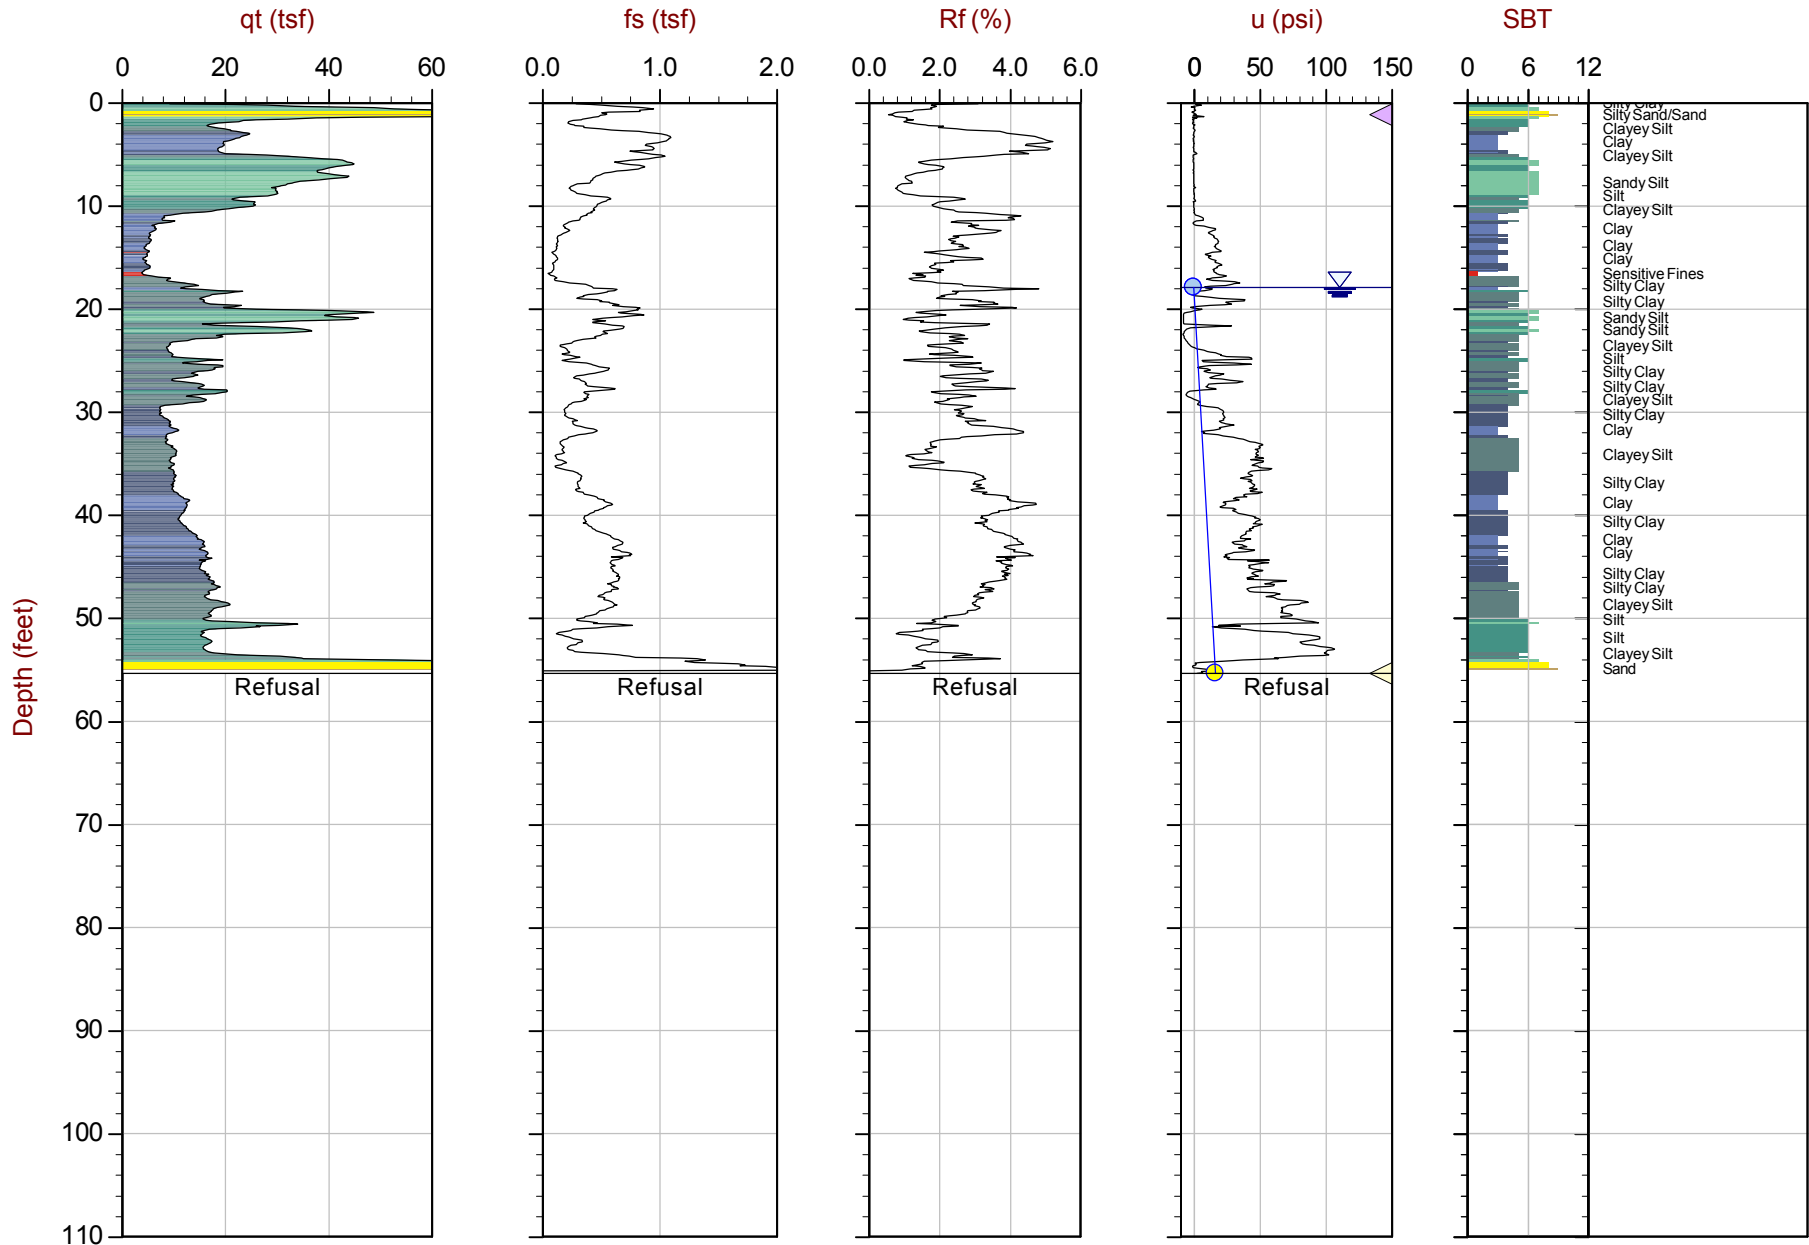 qt (tsf) fs (tsf) Rf (%) u (psi) SBT
0 20 40 60 0.0 1.0 2.0 0.0 2.0 4.0 6.0 0 50 100 150 0 6 12
0
Silty Clay
Silty Sand/Sand
Clayey Silt
Clay
Clayey Silt
Sandy Silt
Silt
10
Clayey Silt
Clay
Clay
Clay
Sensitive Fines
Silty Clay
Silty Clay
20
Sandy Silt
Sandy Silt
Clayey Silt
Silt
Silty Clay
Silty Clay
Clayey Silt
30
Silty Clay
Clay
Clayey Silt
Silty Clay
Clay
40
Silty Clay
Clay
Clay
Silty Clay
Silty Clay
Clayey Silt
50
Silt
Silt
Clayey Silt
Sand
Refusal Refusal Refusal Refusal
Depth (feet)
60
70
80
90
100
110